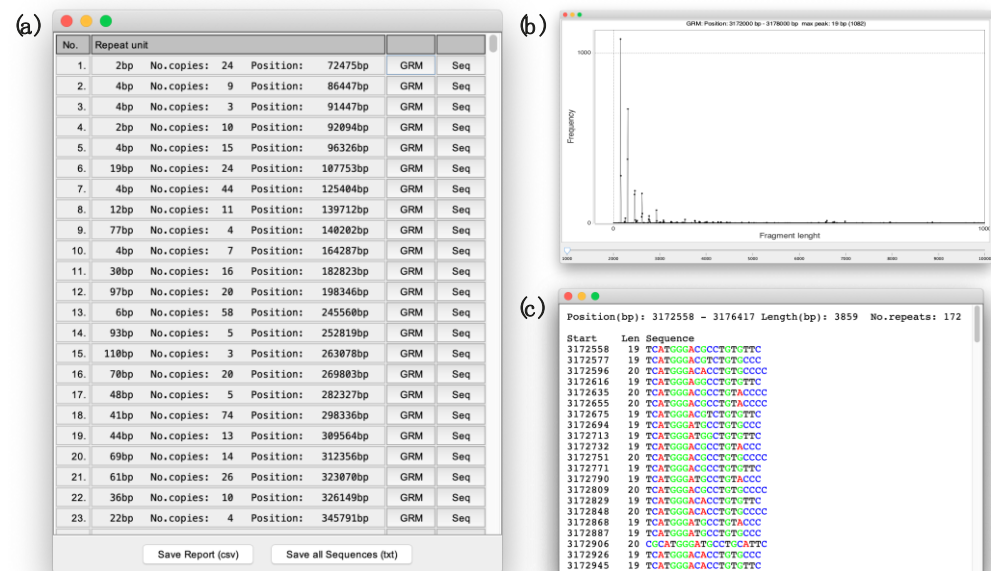 (a)
No. Repeat unit
1. 2bp No.copies: 24 Position: 72475bp GRM Seq
2. 4bp No.copies: 9 Position: 86447bp GRM Seq
3. 4bp No.copies: 3 Position: 91447bp GRM Seq
4. 2bp No.copies: 10 Position: 92094bp GRM Seq
5. 4bp No.copies: 15 Position: 96326bp GRM Seq
6. 19bp No.copies: 24 Position: 107753bp GRM Seq
7. 4bp No.copies: 44 Position: 125404bp GRM Seq
8. 12bp No.copies: 11 Position: 139712bp GRM Seq
9. 77bp No.copies: 4 Position: 140202bp GRM Seq
10. 4bp No.copies: 7 Position: 164287bp GRM Seq
11. 30bp No.copies: 16 Position: 182823bp GRM Seq
12. 97bp No.copies: 20 Position: 198346bp GRM Seq
13. 6bp No.copies: 58 Position: 245560bp GRM Seq
14. 93bp No.copies: 5 Position: 252819bp GRM Seq
15. 110bp No.copies: 3 Position: 263078bp GRM Seq
16. 70bp No.copies: 20 Position: 269803bp GRM Seq
17. 48bp No.copies: 5 Position: 282327bp GRM Seq
18. 41bp No.copies: 74 Position: 298336bp GRM Seq
19. 44bp No.copies: 13 Position: 309564bp GRM Seq
20. 69bp No.copies: 14 Position: 312356bp GRM Seq
21. 61bp No.copies: 26 Position: 323070bp GRM Seq
22. 36bp No.copies: 10 Position: 326149bp GRM Seq
23. 22bp No.copies: 4 Position: 345791bp GRM Seq
Save Report (csv) Save all Sequences (txt)
(b)
GRM: Position: 3172000 bp - 3178000 bp max peak: 19 bp (1082)
1000
Frequency
0
0 1000
Fragment lenght
1000 2000 3000 4000 5000 6000 7000 8000 9000 10000
(c)
Position(bp): 3172558 - 3176417 Length(bp): 3859 No.repeats: 172
Start Len Sequence
3172558 19 TCATGGGACGCCTGTGTTC
3172577 19 TCATGGGACGTCTGTGCCC
3172596 20 TCATGGGACACCTGTGCCCC
3172616 19 TCATGGGAGGCCTGTGTTC
3172635 20 TCATGGGACGCCTGTACCCC
3172655 20 TCATGGGACGCCTGTACCCC
3172675 19 TCATGGGACGTCTGTGTTC
3172694 19 TCATGGGATGCCTGTGCCC
3172713 19 TCATGGGATGGCTGTGTTC
3172732 19 TCATGGGACGCCTGTACCC
3172751 20 TCATGGGACGCCTGTGCCCC
3172771 19 TCATGGGACGCCTGTGTTC
3172790 19 TCATGGGATGCCTGTACCC
3172809 20 TCATGGGACGCCTGTGCCCC
3172829 19 TCATGGGACACCTGTGTTC
3172848 20 TCATGGGACACCTGTGCCCC
3172868 19 TCATGGGATGCCTGTACCC
3172887 19 TCATGGGACGCCTGTGTTC
3172906 20 CGCATGGGATGCCTGCATTC
3172926 19 TCATGGGACACCTGTGCCC
3172945 19 TCATGGGACACCTGTGTTC